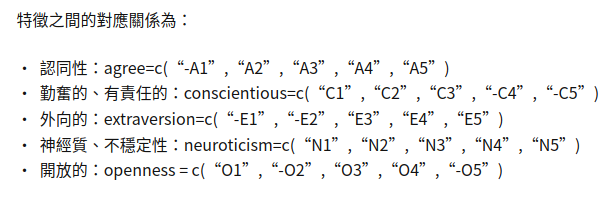 特徵之間的對應關係為：
• 認同性：agree=c(“-A1”,“A2”,“A3”,“A4”,“A5”)
• 勤奮的、有責任的：conscientious=c(“C1”,“C2”,“C3”,“-C4”,“-C5”)
• 外向的：extraversion=c(“-E1”,“-E2”,“E3”,“E4”,“E5”)
• 神經質、不穩定性：neuroticism=c(“N1”,“N2”,“N3”,“N4”,“N5”)
• 開放的：openness = c(“O1”,“-O2”,“O3”,“O4”,“-O5”)